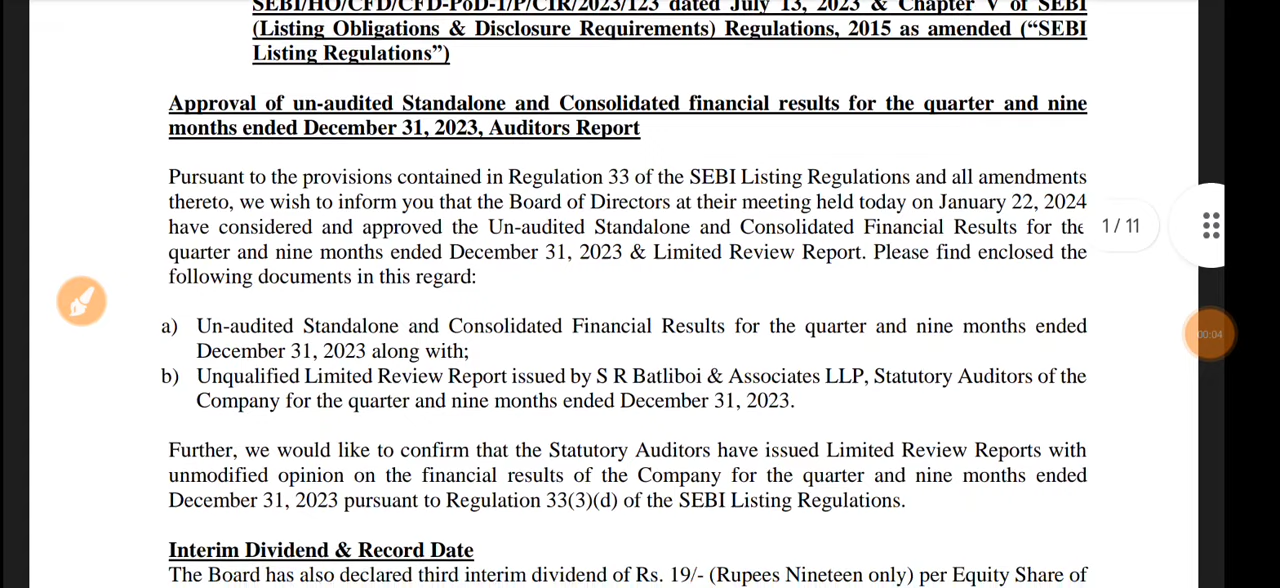 SEBI/HO/CFD/CFD-PoD-1/P/CIR/2023/123 dated July 13, 2023 & Chapter V of SEBI
(Listing Obligations & Disclosure Requirements) Regulations, 2015 as amended (“SEBI
Listing Regulations”)
Approval of un-audited Standalone and Consolidated financial results for the quarter and nine
months ended December 31, 2023, Auditors Report
Pursuant to the provisions contained in Regulation 33 of the SEBI Listing Regulations and all amendments
thereto, we wish to inform you that the Board of Directors at their meeting held today on January 22, 2024
have considered and approved the Un-audited Standalone and Consolidated Financial Results for the
quarter and nine months ended December 31, 2023 & Limited Review Report. Please find enclosed the
following documents in this regard:
1/11
a) Un-audited Standalone and Consolidated Financial Results for the quarter and nine months ended
December 31, 2023 along with;
00:04
b) Unqualified Limited Review Report issued by S R Batliboi & Associates LLP, Statutory Auditors of the
Company for the quarter and nine months ended December 31, 2023.
Further, we would like to confirm that the Statutory Auditors have issued Limited Review Reports with
unmodified opinion on the financial results of the Company for the quarter and nine months ended
December 31, 2023 pursuant to Regulation 33(3)(d) of the SEBI Listing Regulations.
Interim Dividend & Record Date
The Board has also declared third interim dividend of Rs. 19/- (Rupees Nineteen only) per Equity Share of